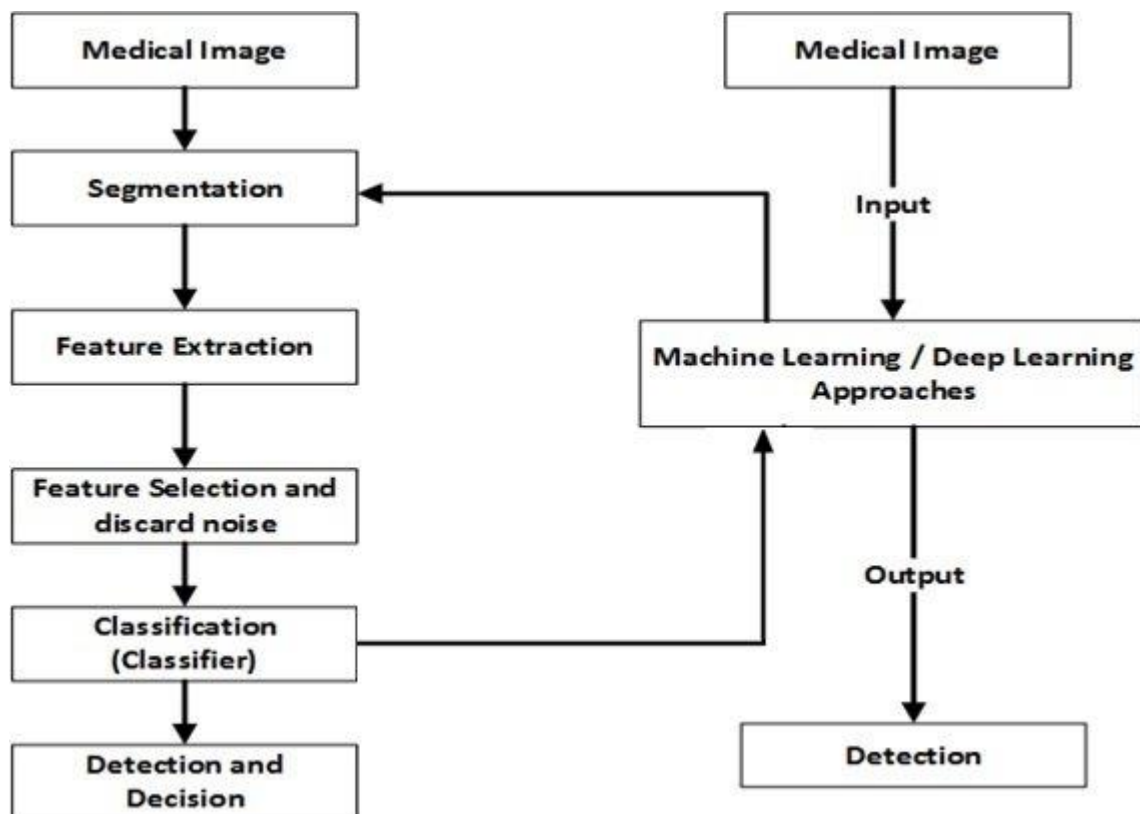 Medical Image
Segmentation
Feature Extraction
Feature Selection and
discard noise
Classification
(Classifier)
Detection and
Decision
Medical Image
Input
Machine Learning / Deep Learning
Approaches
Output
Detection